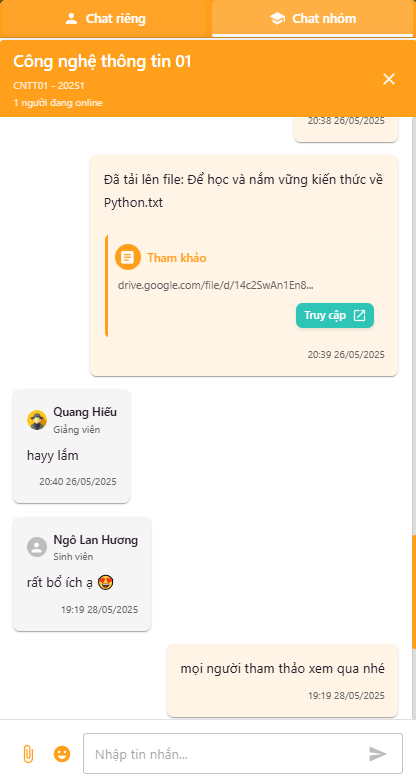 Chat riêng
Chat nhóm
Công nghệ thông tin 01
CNTT01 - 20251
1 người đang online
20:38 26/05/2025
Đã tải lên file: Để học và nắm vững kiến thức về
Python.txt
Tham khảo
drive.google.com/file/d/14c2SwAn1En8...
Truy cập
20:39 26/05/2025
Quang Hiếu
Giảng viên
hayy lắm
20:40 26/05/2025
Ngô Lan Hương
Sinh viên
rất bổ ích ạ 😍
19:19 28/05/2025
mọi người tham thảo xem qua nhé
19:19 28/05/2025
Nhập tin nhắn...